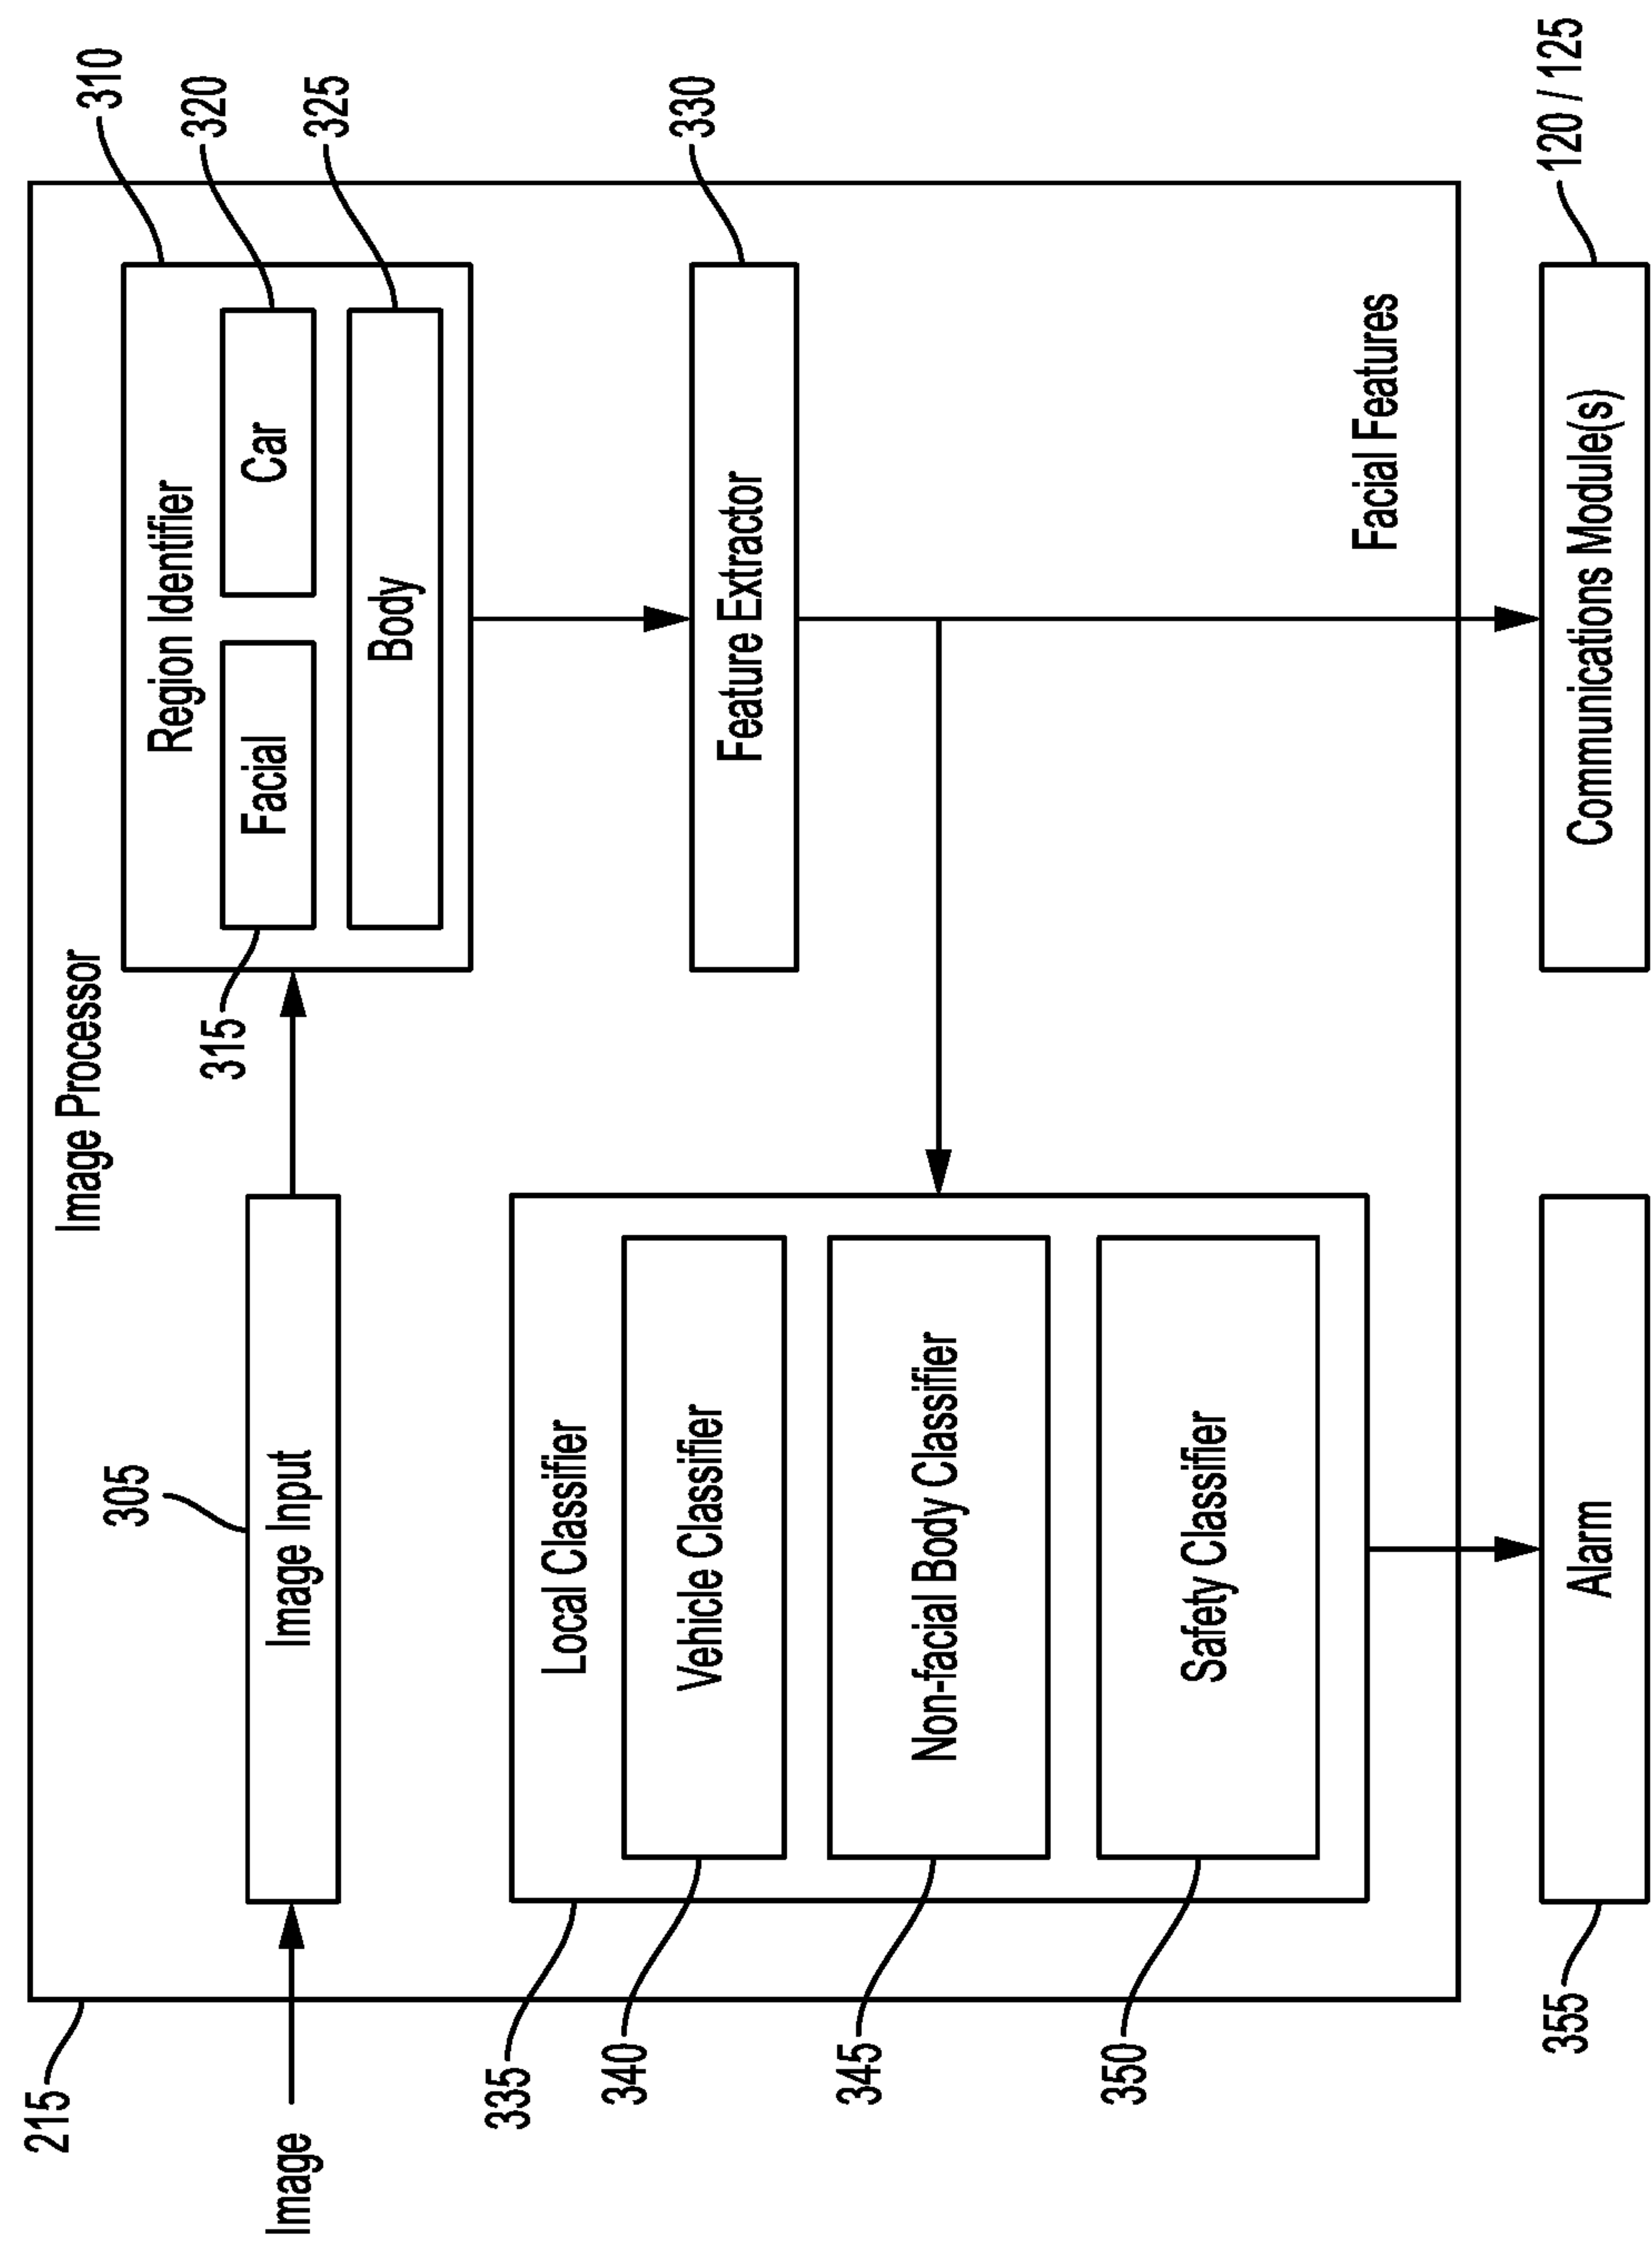 Image Processor
215
305
310
Image
Image Input
Region Identifier
315
Facial
Car
320
Body
325
335
Local Classifier
Feature Extractor
330
340
Vehicle Classifier
345
Non-facial Body Classifier
350
Safety Classifier
Facial Features
355
Alarm
Communications Module(s)
120 / 125